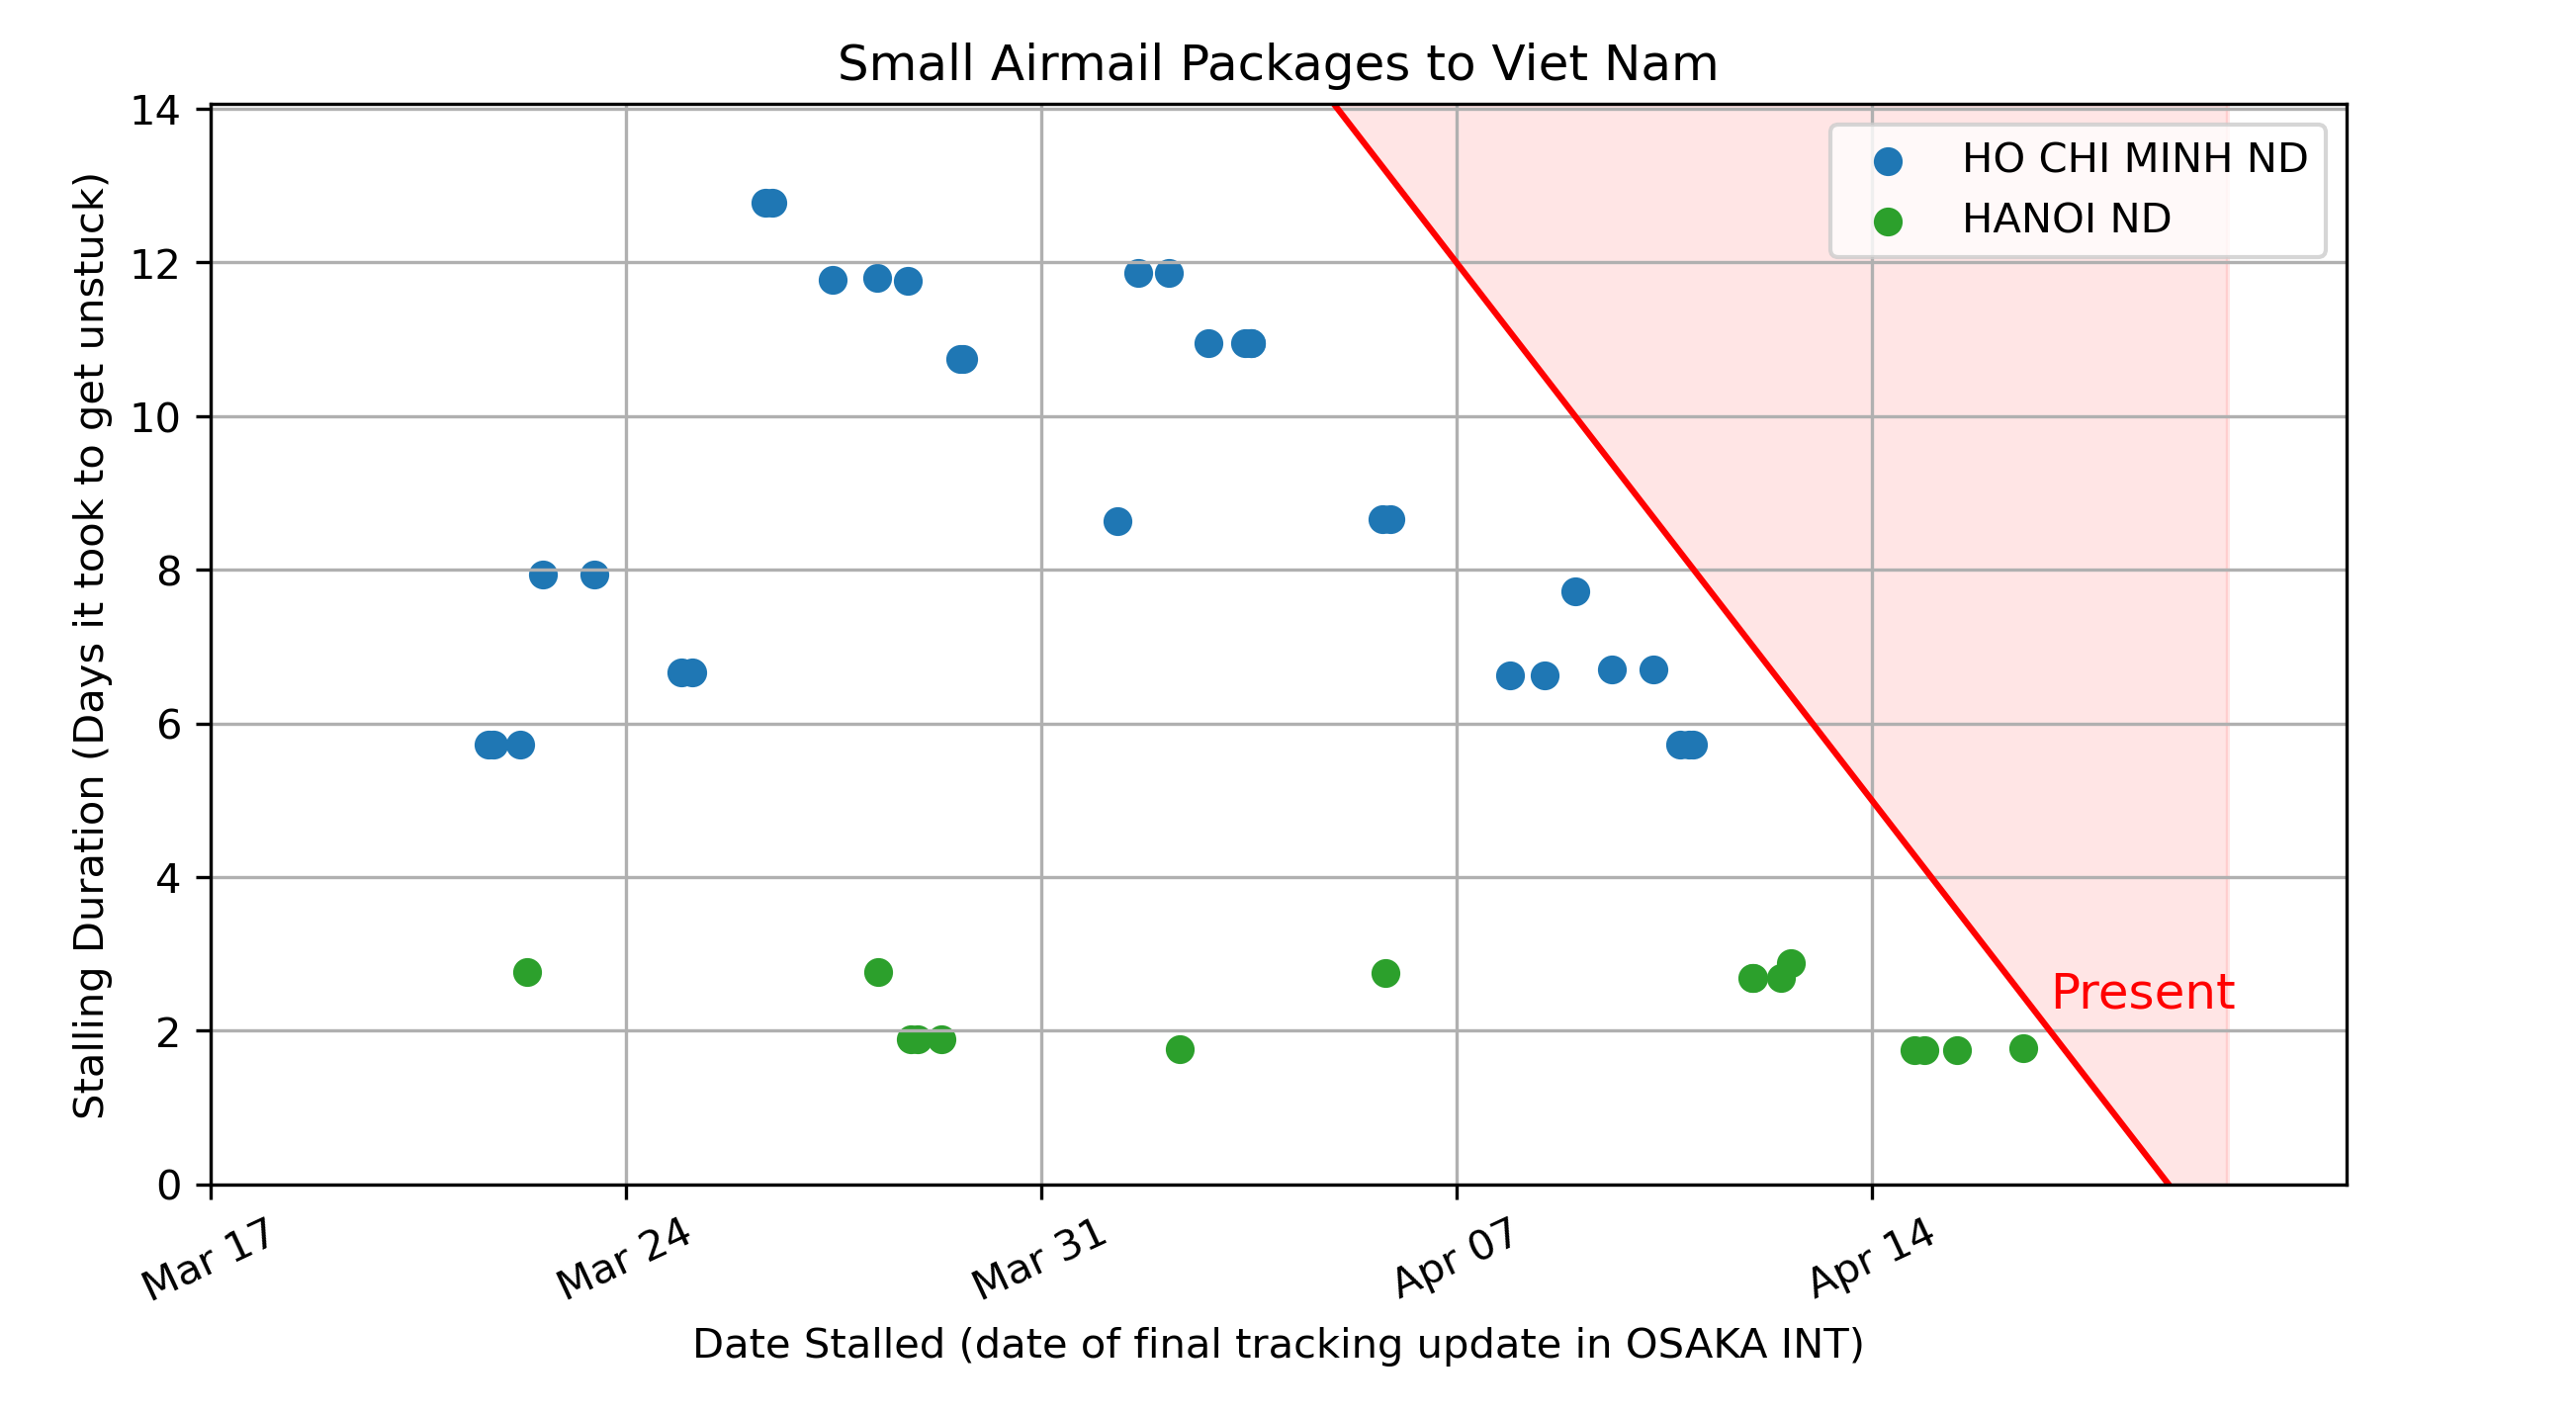 Small Airmail Packages to Viet Nam
Stalling Duration (Days it took to get unstuck)
14
12
10
8
6
4
2
0
HO CHI MINH ND
HANOI ND
Present
Mar 17
Mar 24
Mar 31
Apr 07
Apr 14
Date Stalled (date of final tracking update in OSAKA INT)